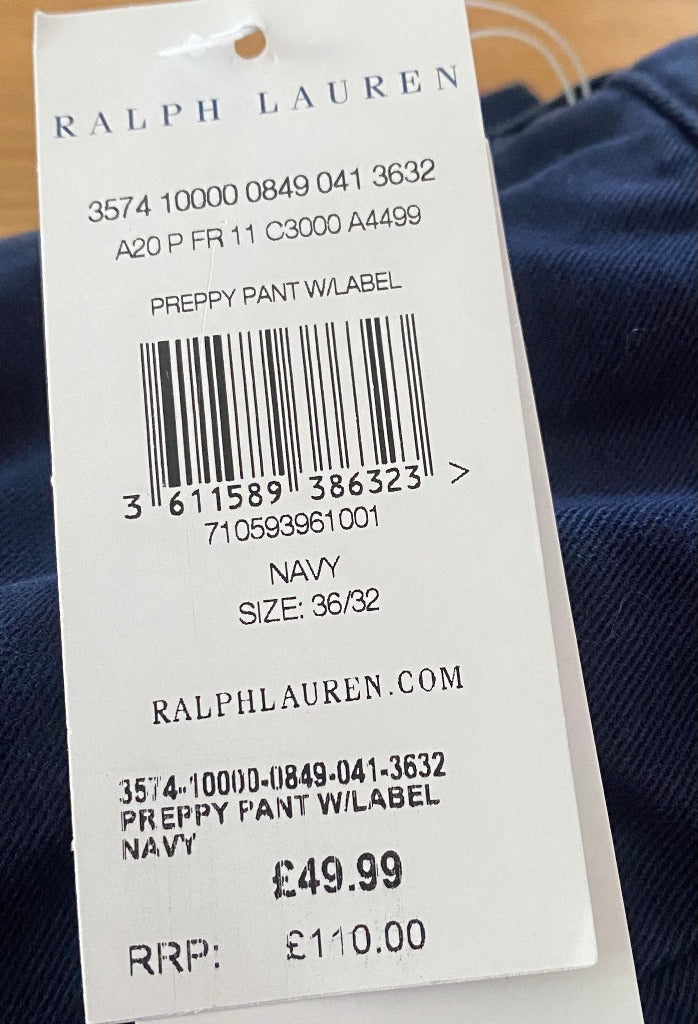 RALPH LAUREN
3574 10000 0849 041 3632
A20 P FR 11 C3000 A4499
PREPPY PANT W/LABEL
3 611589 386323 >
710593961001
NAVY
SIZE: 36/32
RALPHLAUREN.COM
3574-10000-0849-041-3632
PREPPY PANT W/LABEL
NAVY
£49.99
RRP: £110.00